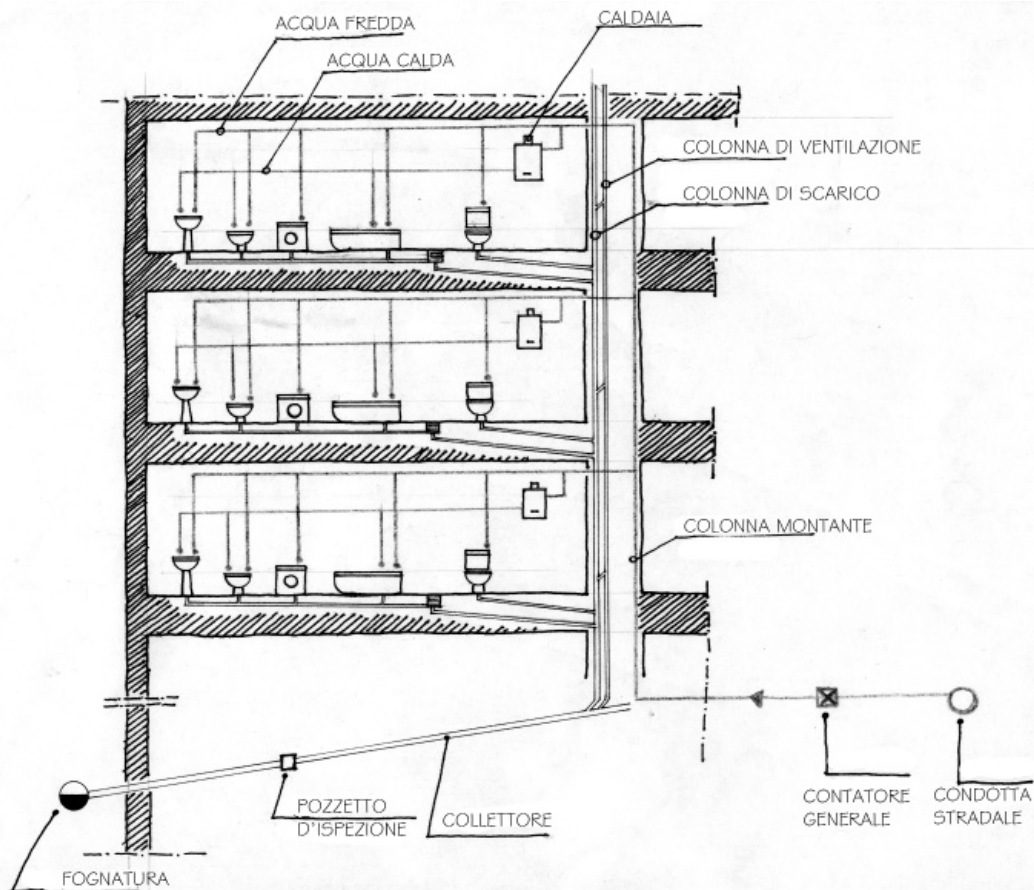 ACQUA FREDDA
CALDAIA
ACQUA CALDA
COLONNA DI VENTILAZIONE
COLONNA DI SCARICO
COLONNA MONTANTE
POZZETTO
D'ISPEZIONE
COLLETTORE
CONTATORE
GENERALE
CONDOTTA
STRADALE
FOGNATURA